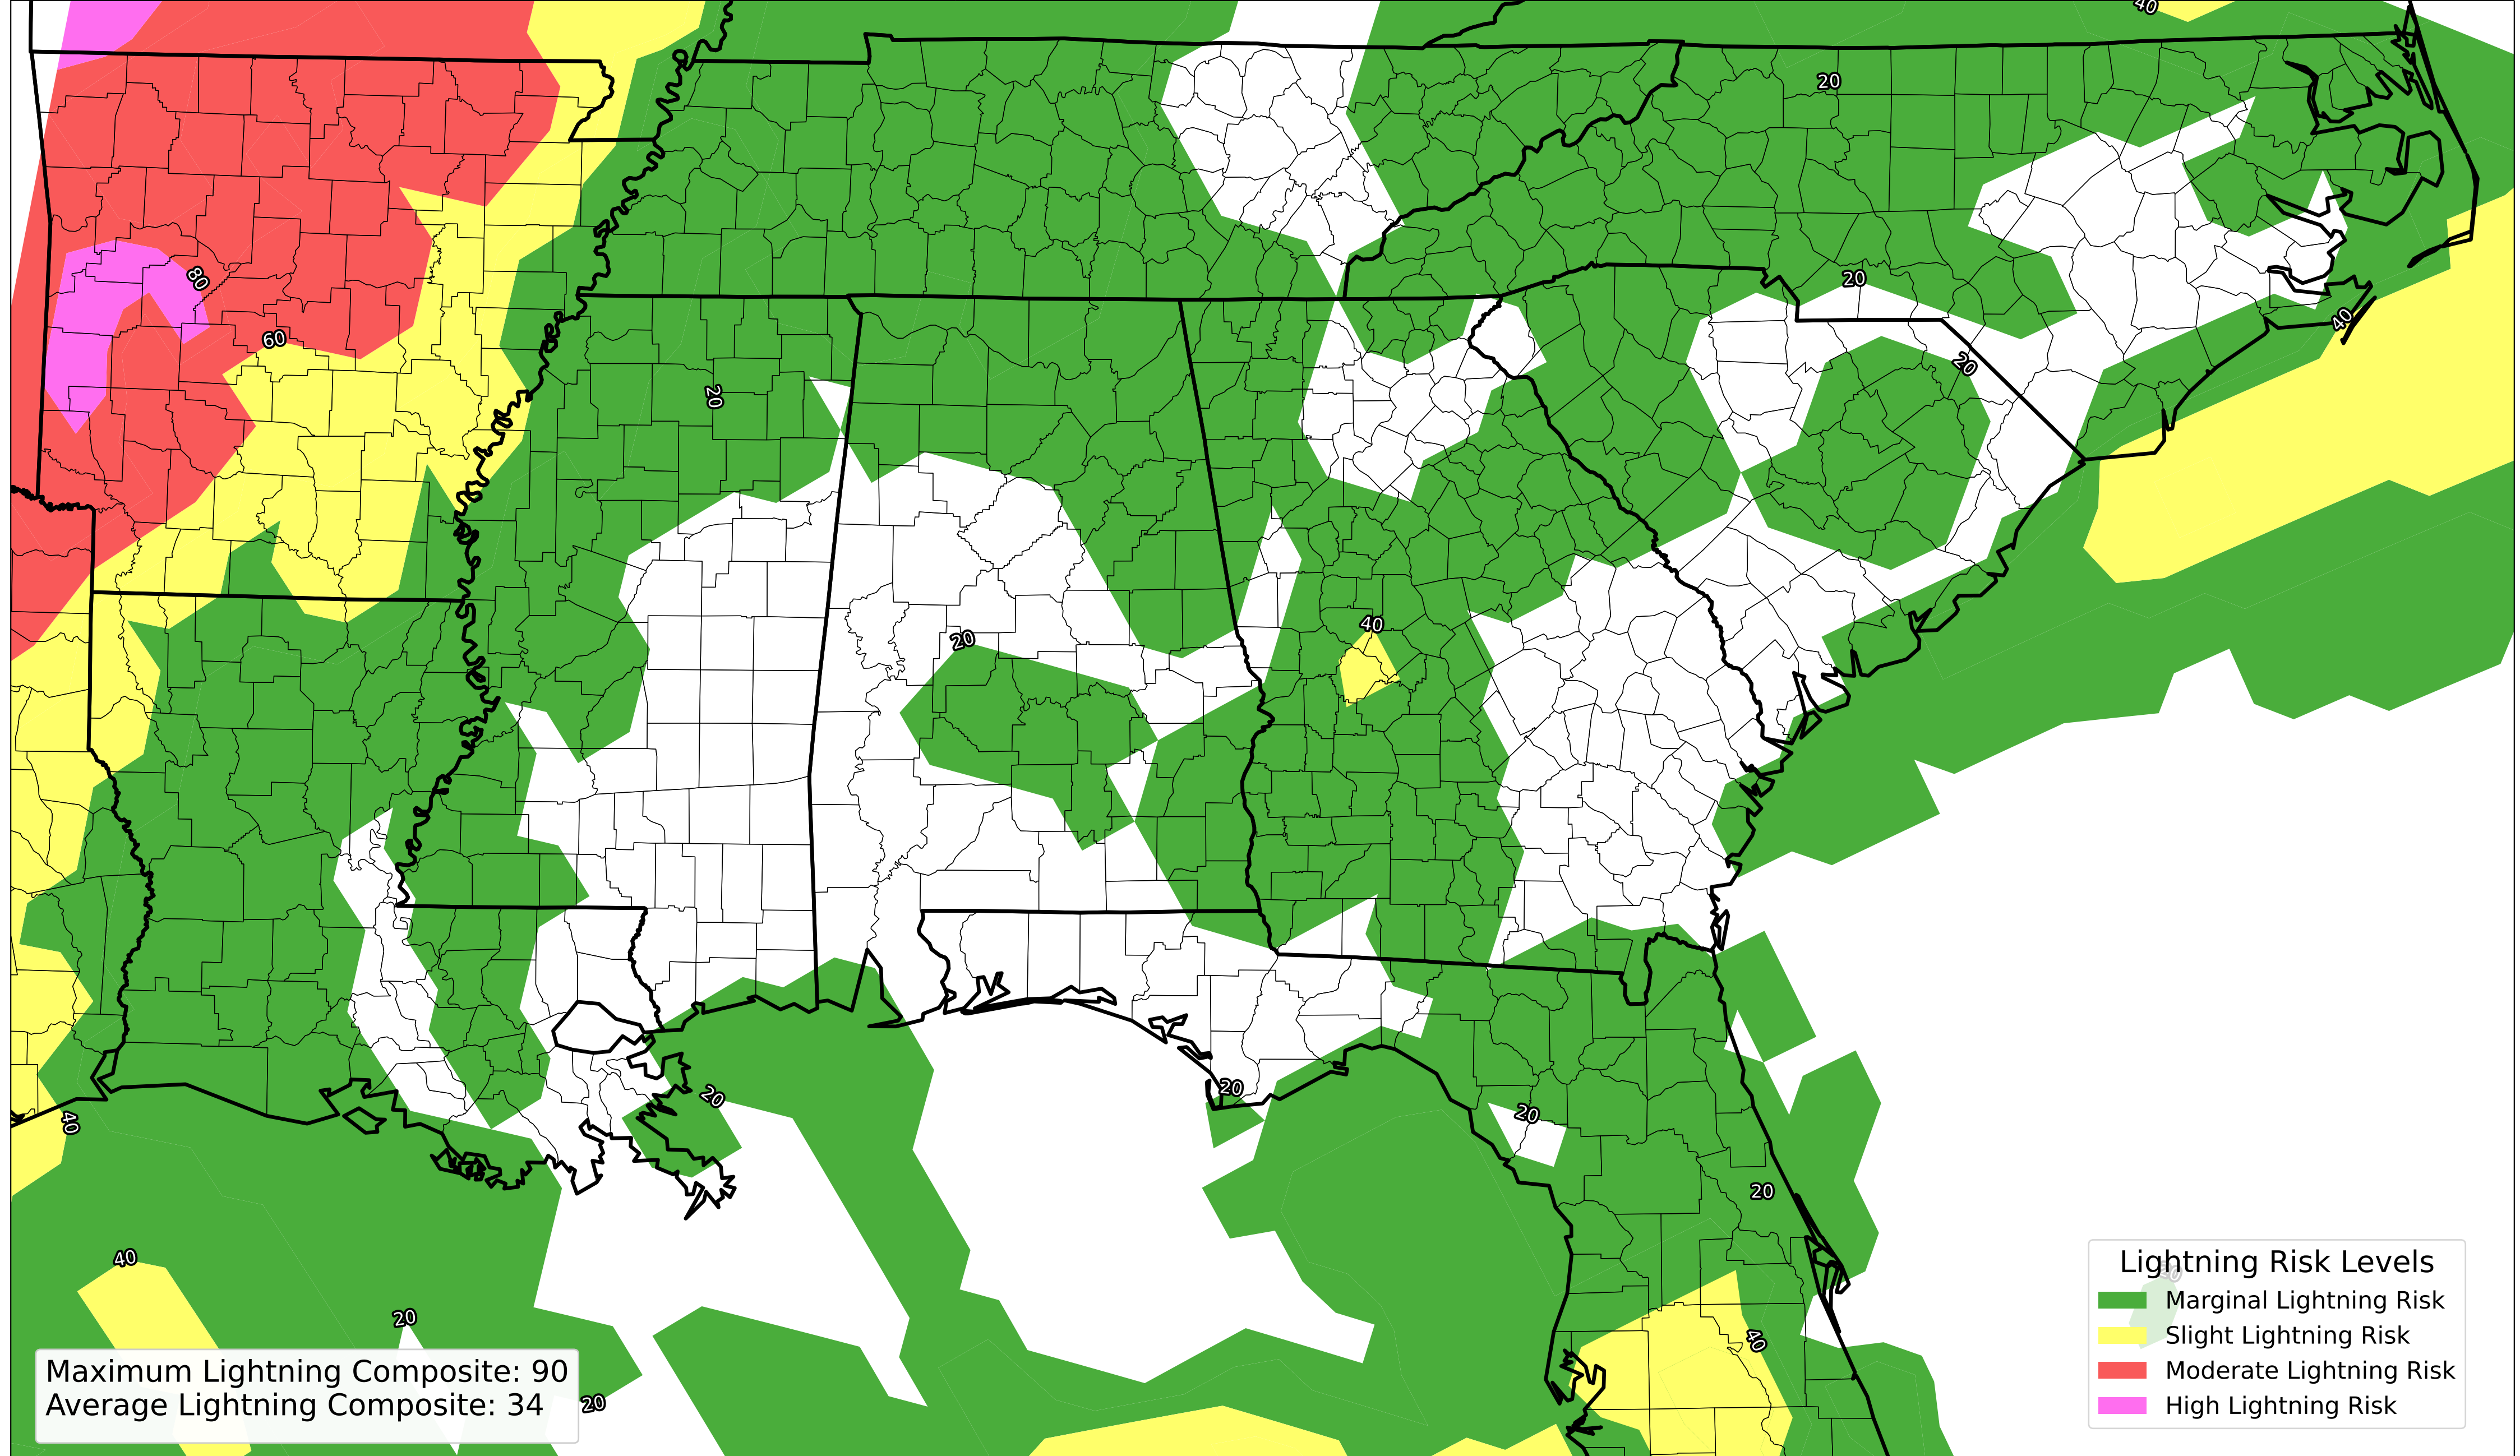 40
20
80
20
40
60
20
20
40
20
20
20
40
20
20
40
20
40
20
Lightning Risk Levels
Marginal Lightning Risk
Slight Lightning Risk
Moderate Lightning Risk
High Lightning Risk
Maximum Lightning Composite: 90
Average Lightning Composite: 34